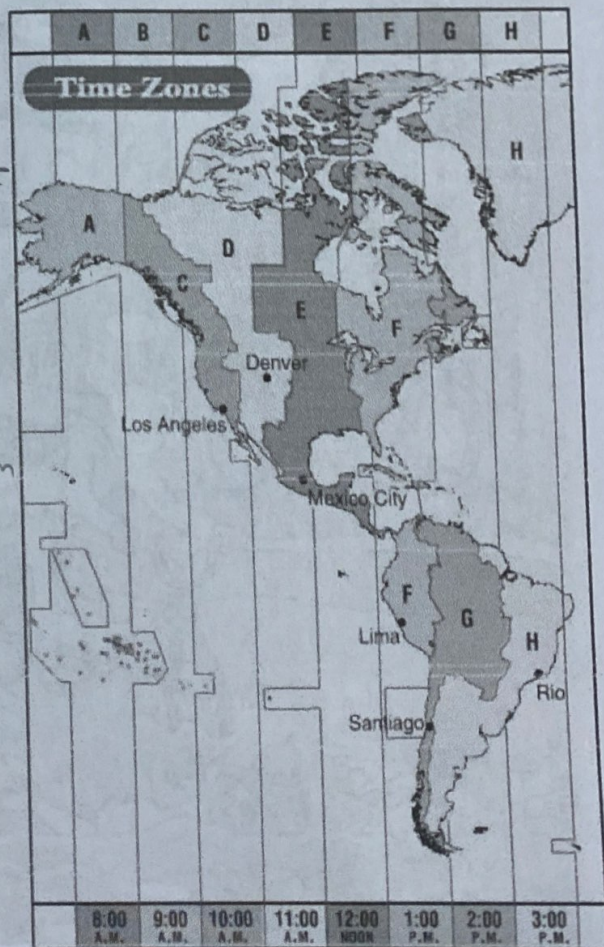 A B C D E F G H
Time Zones
H
A
D
C
E
F
Denver
Los Angeles
Mexico City
F
G
Lima
H
Rio
Santiago
8:00 9:00 10:00 11:00 12:00 1:00 2:00 3:00
A.M. A.M. A.M. A.M. NOON P.M. P.M. P.M.